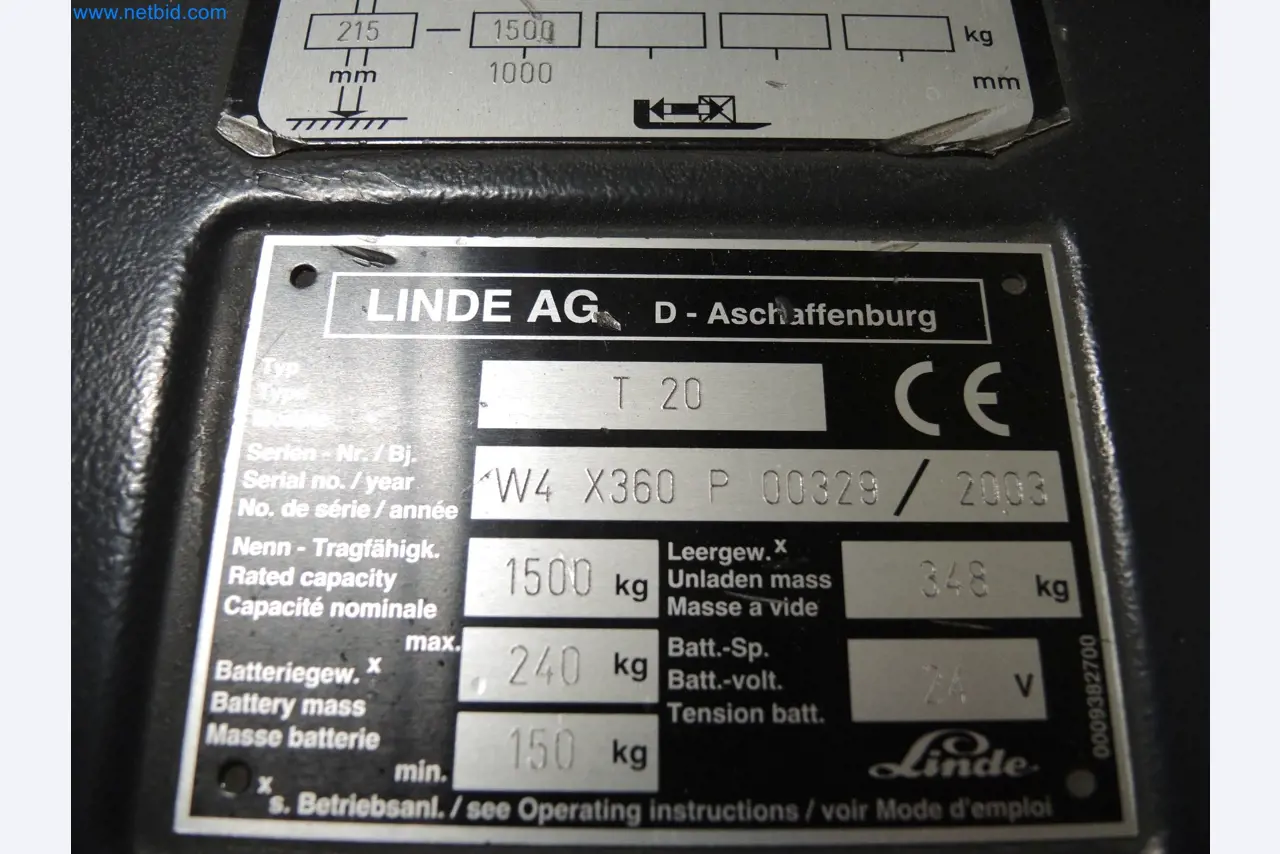 www.netbid.com
215 — 1500 kg
mm 1000 mm
LINDE AG D - Aschaffenburg
Typ
Type
T 20
CE
Serien - Nr. / Bj.
Serial no. / year
No. de série / année
W4 X360 P 00329 / 2003
Nenn - Tragfähigk.
Rated capacity
Capacité nominale
1500 kg
Leergew. x
Unladen mass
Masse a vide
348 kg
max. 240 kg
Batteriegew. x
Battery mass
Masse batterie
min. 150 kg
Batt.-Sp.
Batt.-volt.
Tension batt.
24 V
Linde
0009382700
x s. Betriebsanl. / see Operating instructions / voir Mode d'emploi